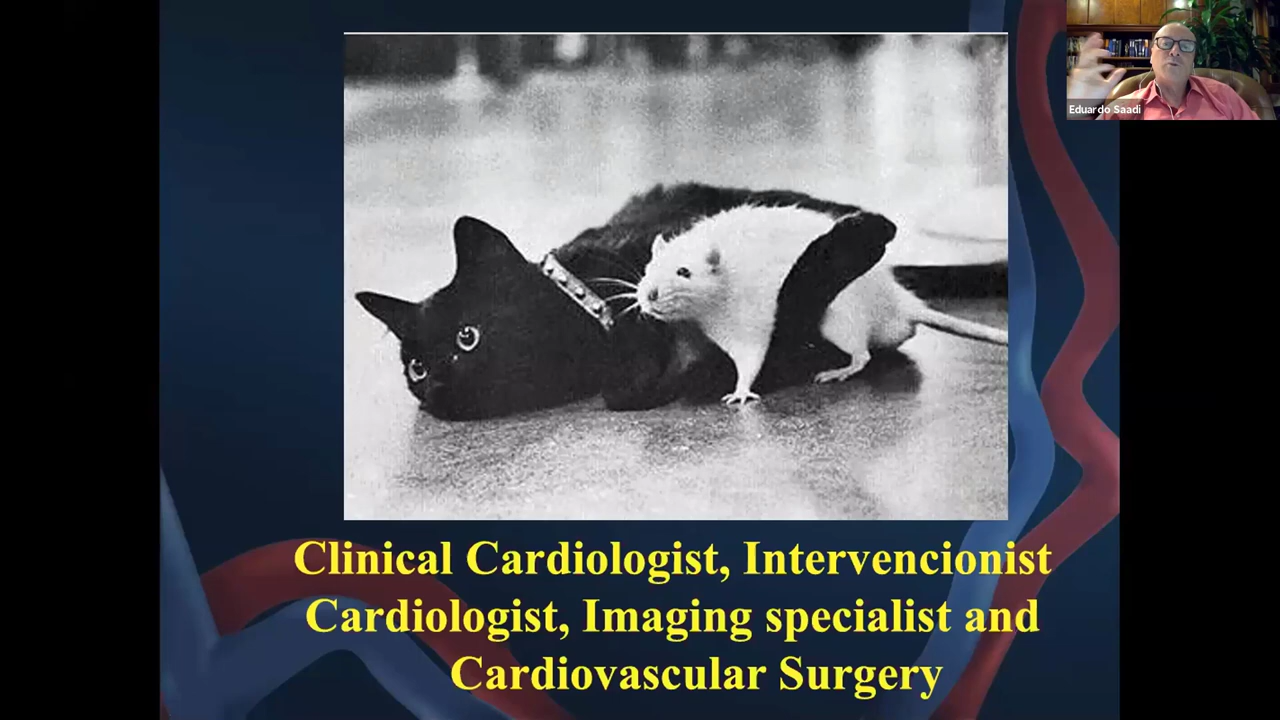 Eduardo Saadi
Clinical Cardiologist, Intervencionist
Cardiologist, Imaging specialist and
Cardiovascular Surgery